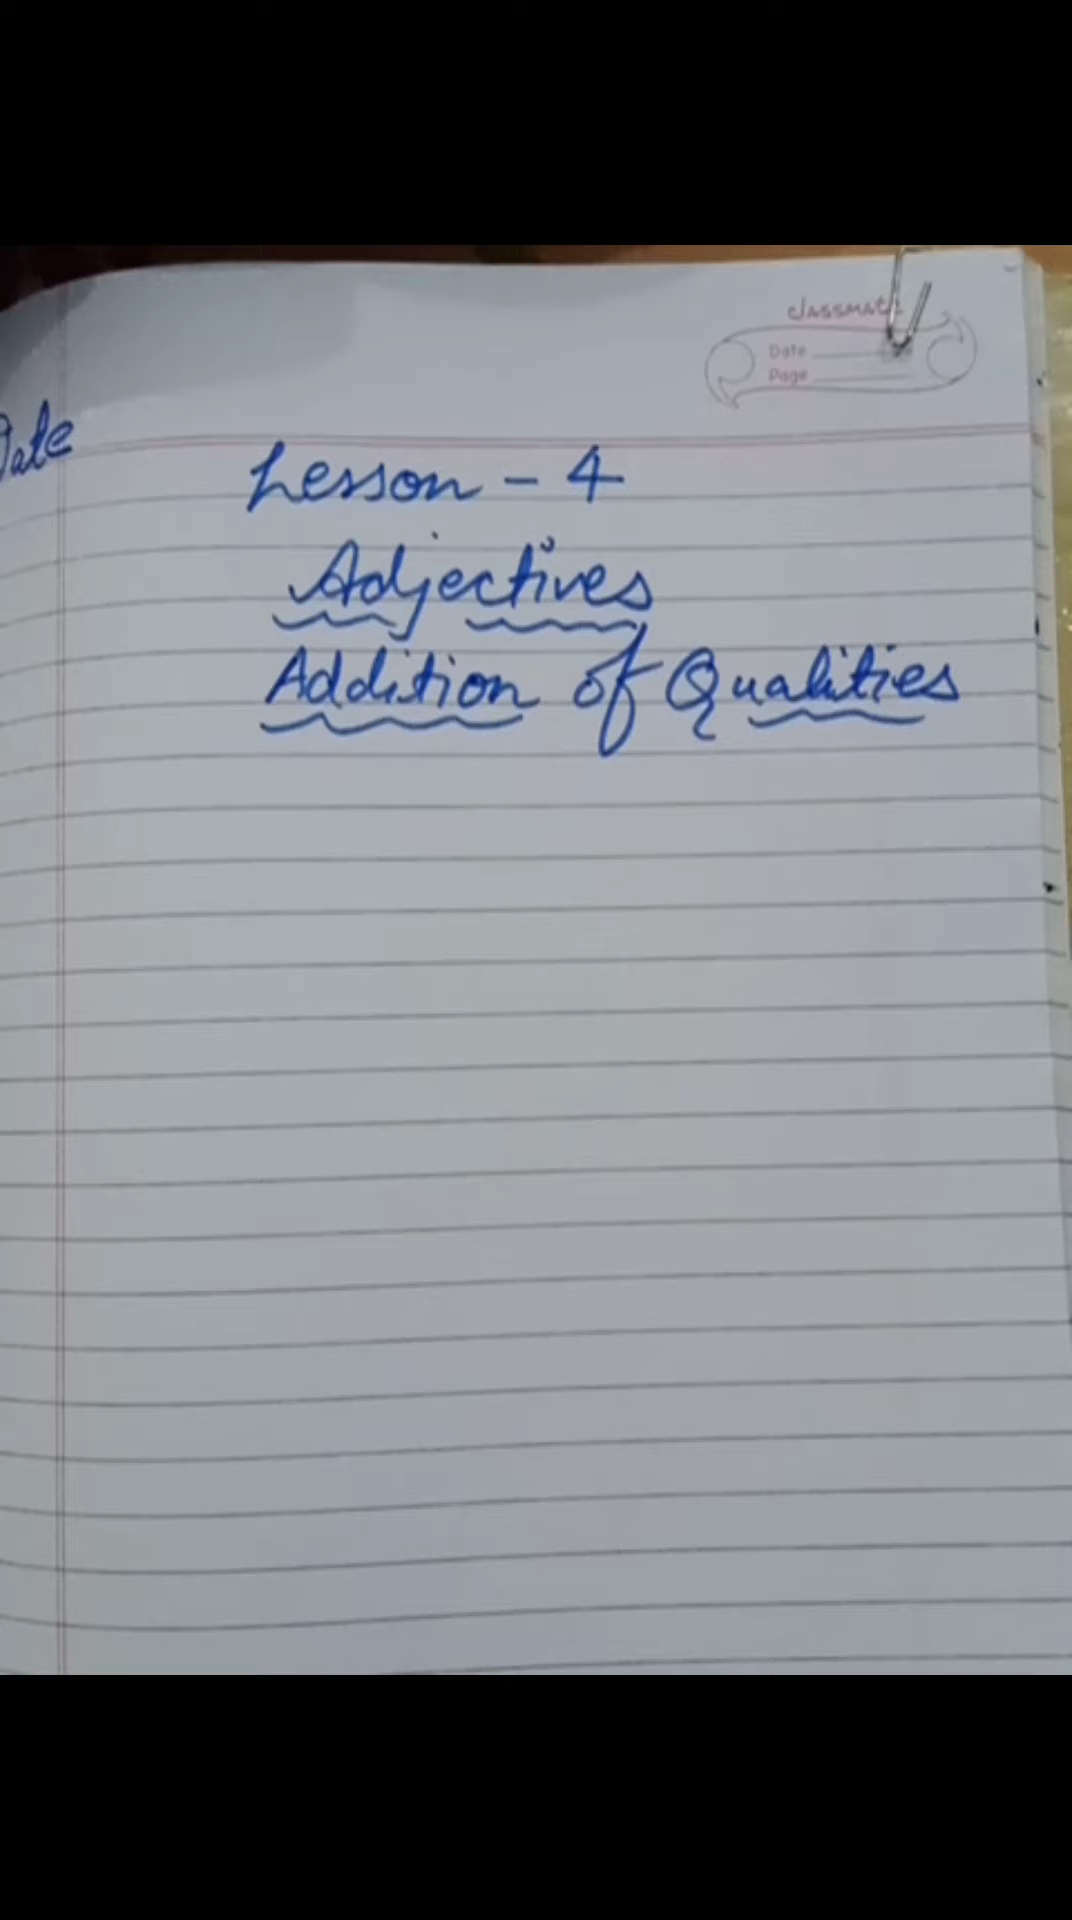 classmate
Date
Page
Date
Lesson - 4
Adjectives
Addition of Qualities